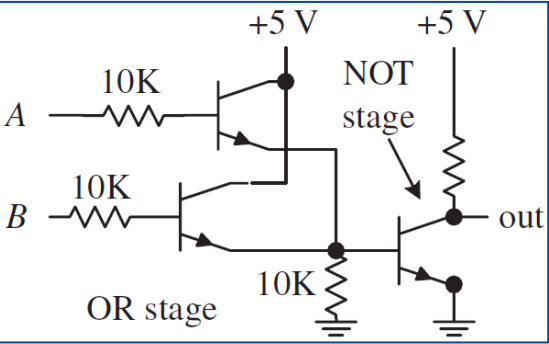 +5 V
+5 V
10K
NOT
stage
A
10K
B
out
10K
OR stage